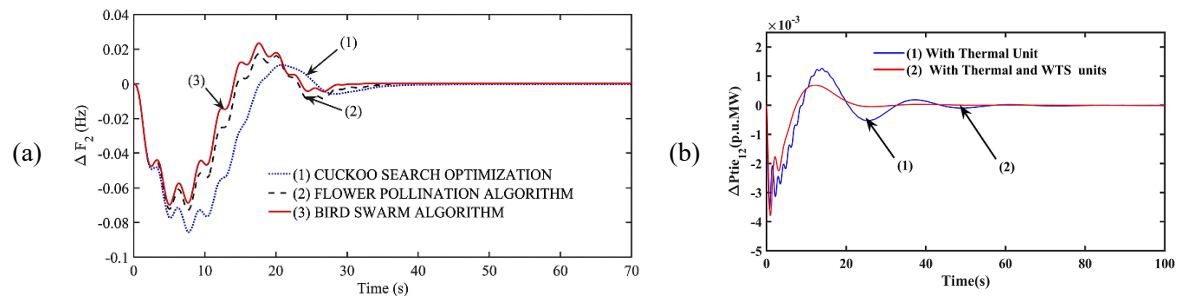 (a)
Δ F₂ (Hz)
0.04
0.02
0
-0.02
-0.04
-0.06
-0.08
-0.1
(1)
(3)
(2)
(1) CUCKOO SEARCH OPTIMIZATION
(2) FLOWER POLLINATION ALGORITHM
(3) BIRD SWARM ALGORITHM
0 10 20 30 40 50 60 70
Time (s)
(b)
×10⁻³
ΔPtie₁₂(p.u.MW)
2
1
0
-1
-2
-3
-4
-5
(1) With Thermal Unit
(2) With Thermal and WTS units
(1)
(2)
0 20 40 60 80 100
Time(s)